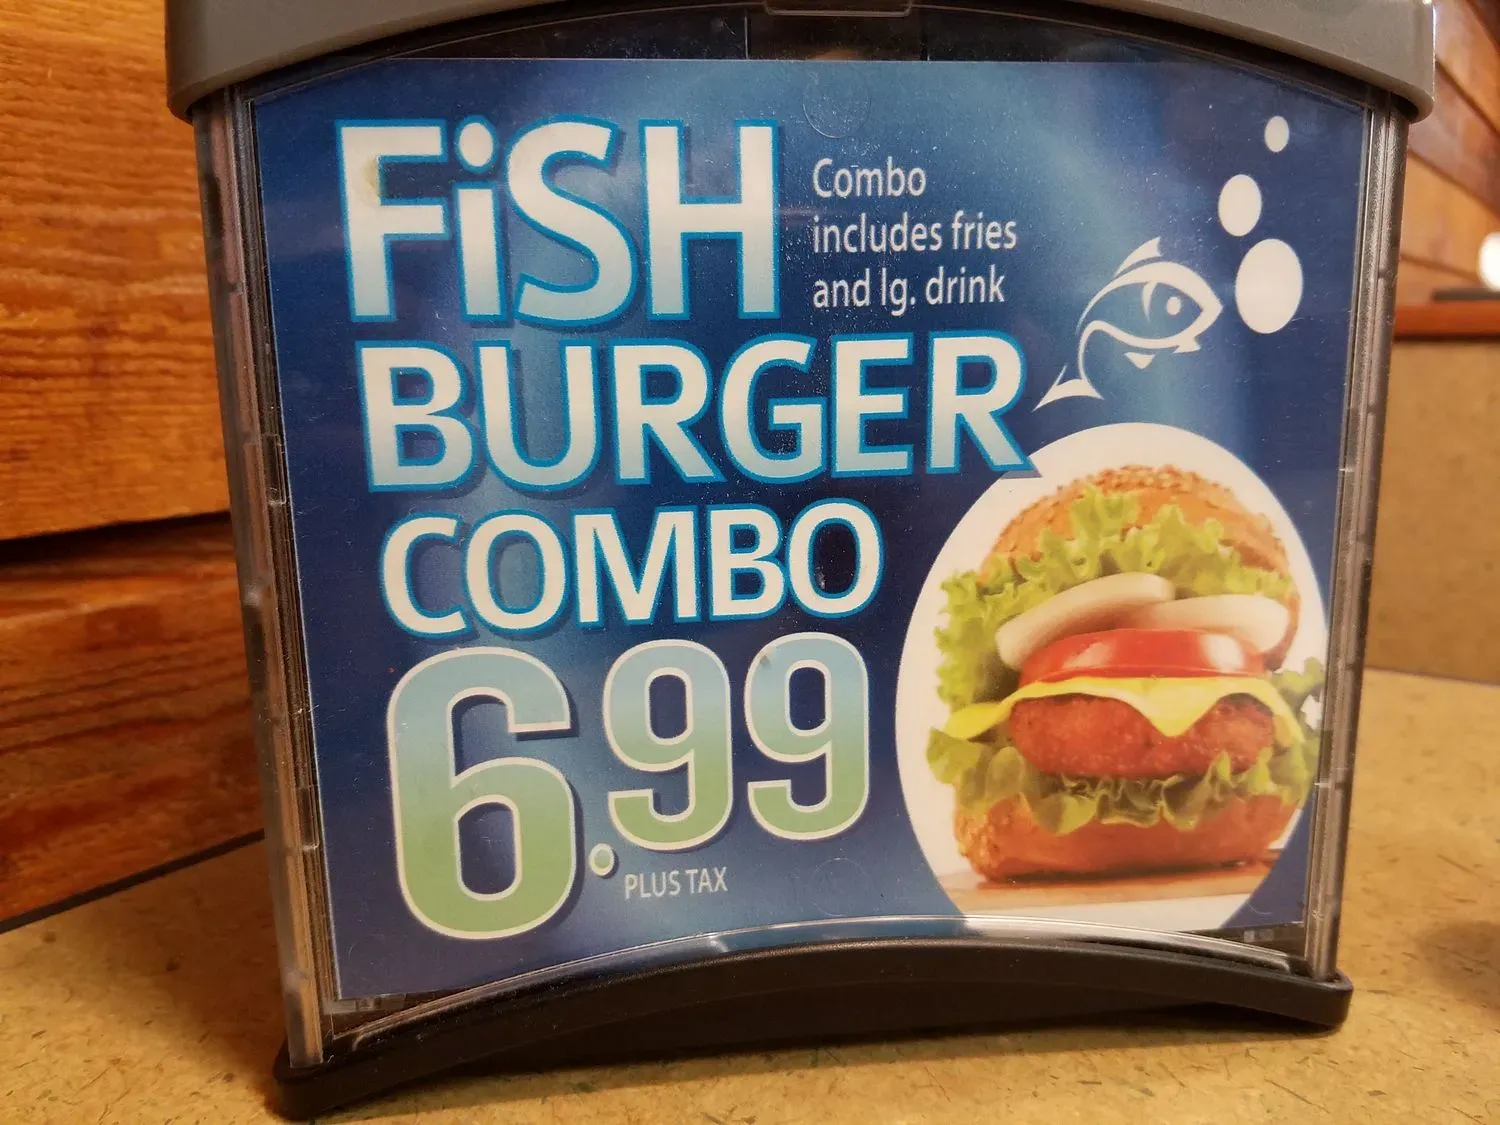 FiSH
Combo
includes fries
and lg. drink
BURGER
COMBO
6.99
PLUS TAX